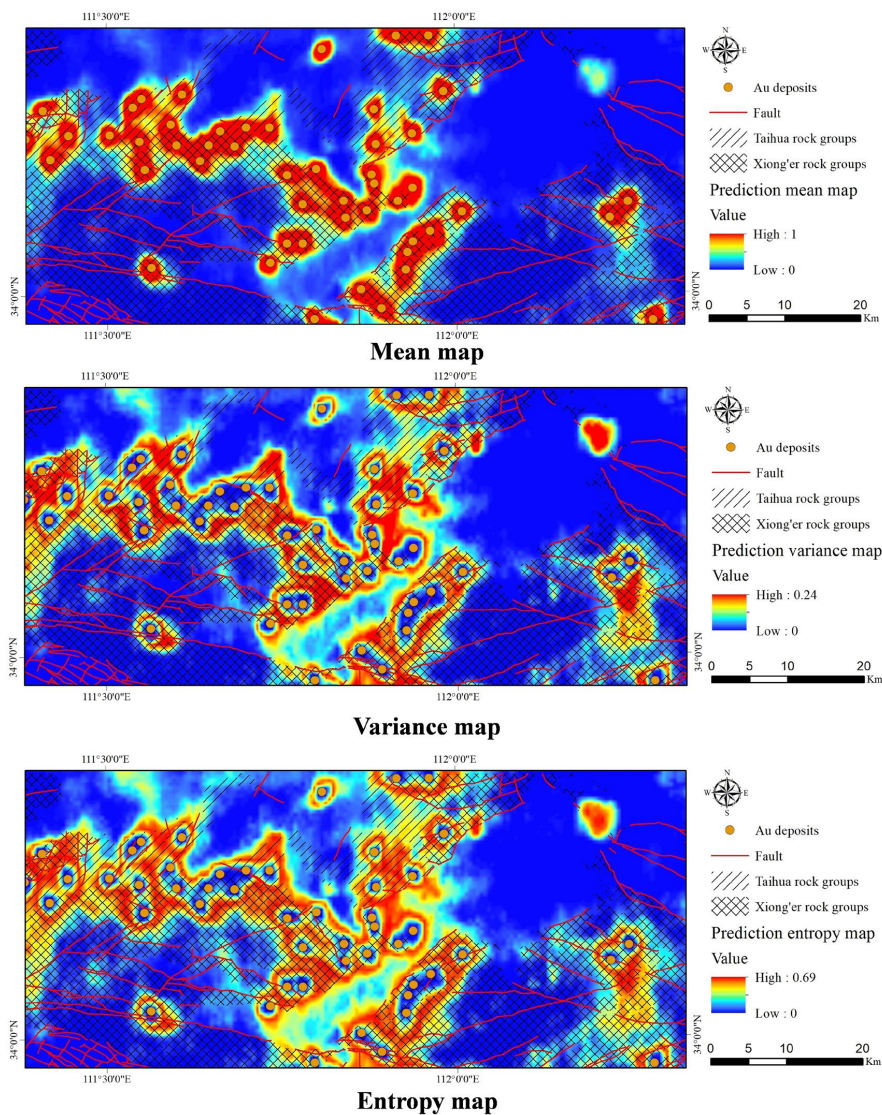 111°30'0"E
112°0'0"E
34°0'0"N
34°0'0"N
N
W
E
S
Au deposits
Fault
Taihua rock groups
Xiong'er rock groups
Prediction mean map
Value
High : 1
Low : 0
0 5 10 20
Km
111°30'0"E
112°0'0"E
Mean map
111°30'0"E
112°0'0"E
34°0'0"N
34°0'0"N
N
W
E
S
Au deposits
Fault
Taihua rock groups
Xiong'er rock groups
Prediction variance map
Value
High : 0.24
Low : 0
0 5 10 20
Km
111°30'0"E
112°0'0"E
Variance map
111°30'0"E
112°0'0"E
34°0'0"N
34°0'0"N
N
W
E
S
Au deposits
Fault
Taihua rock groups
Xiong'er rock groups
Prediction entropy map
Value
High : 0.69
Low : 0
0 5 10 20
Km
111°30'0"E
112°0'0"E
Entropy map